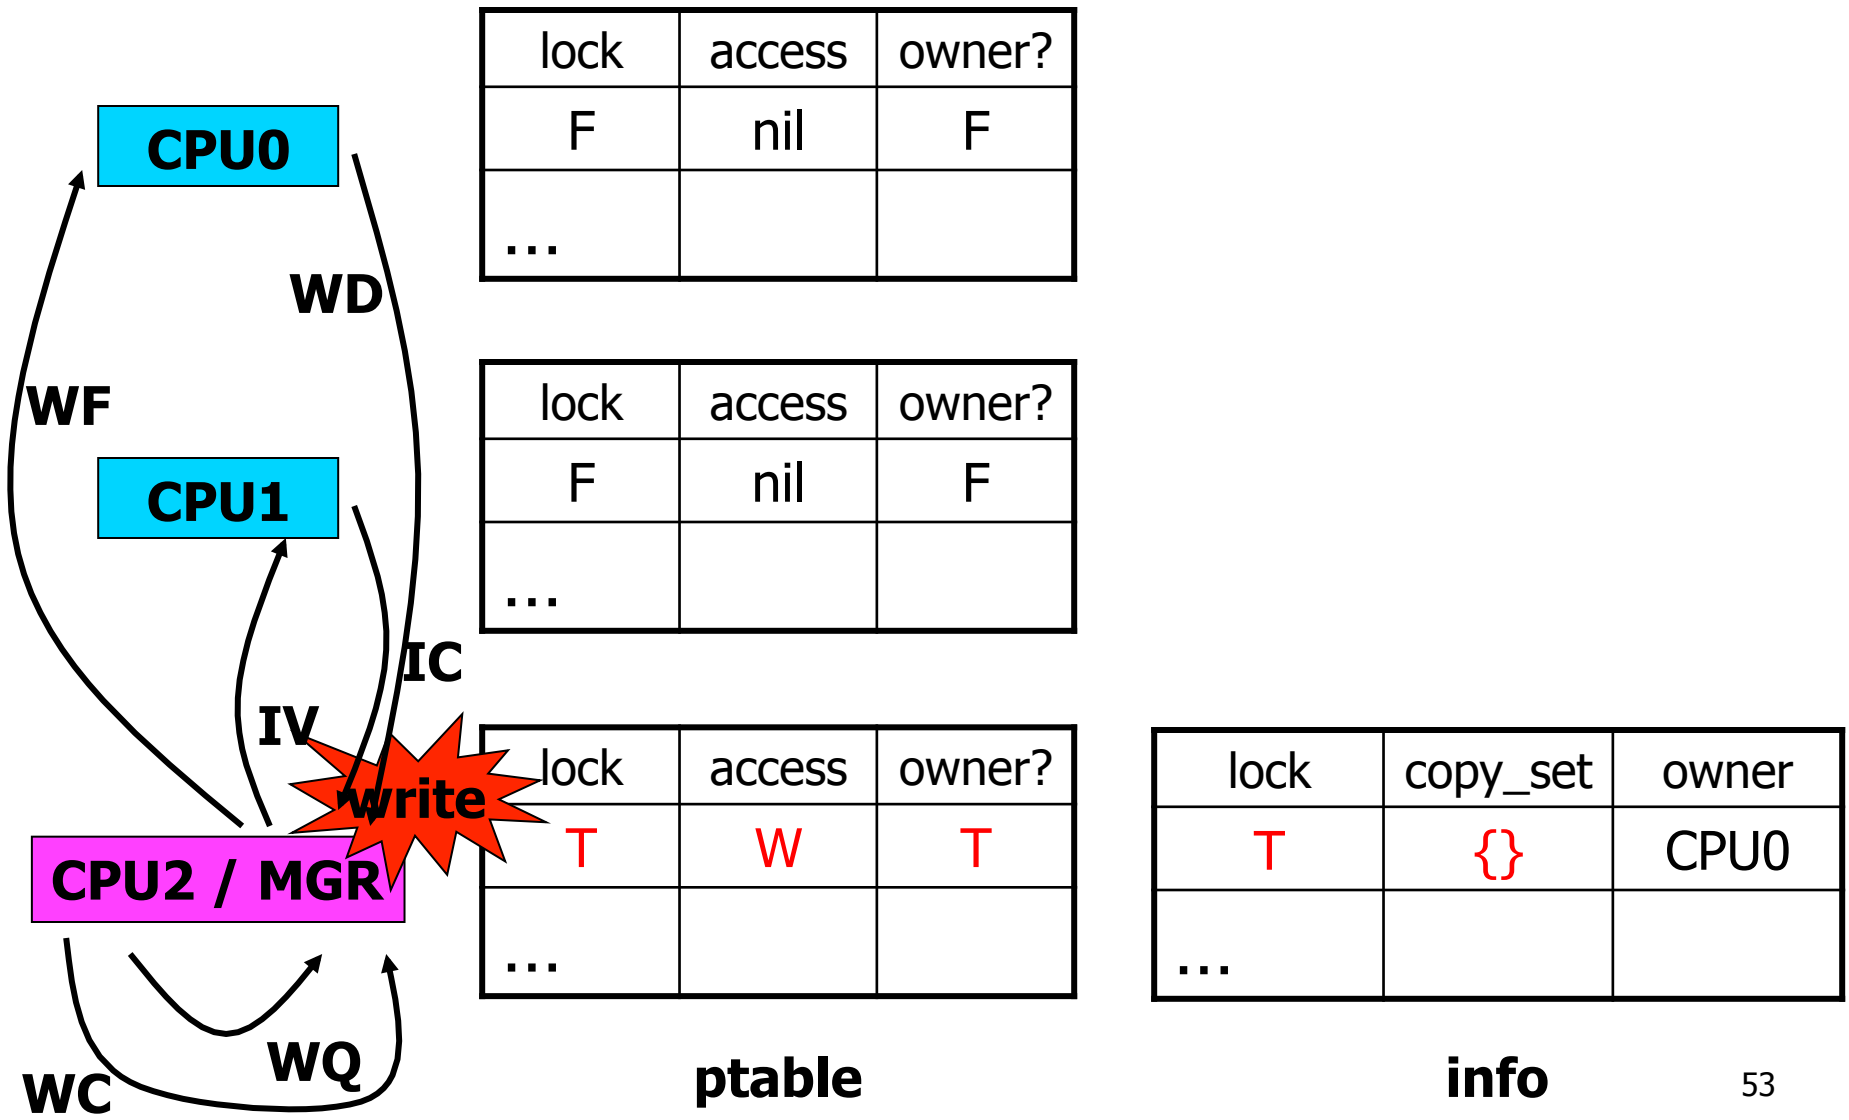 lock access owner?
CPU0
F nil F
...
WD
WF
lock access owner?
CPU1
F nil F
...
IC
IV
write
lock access owner?
lock copy_set owner
CPU2 / MGR
T W T
T {} CPU0
...
...
WQ
WC
ptable
info
53